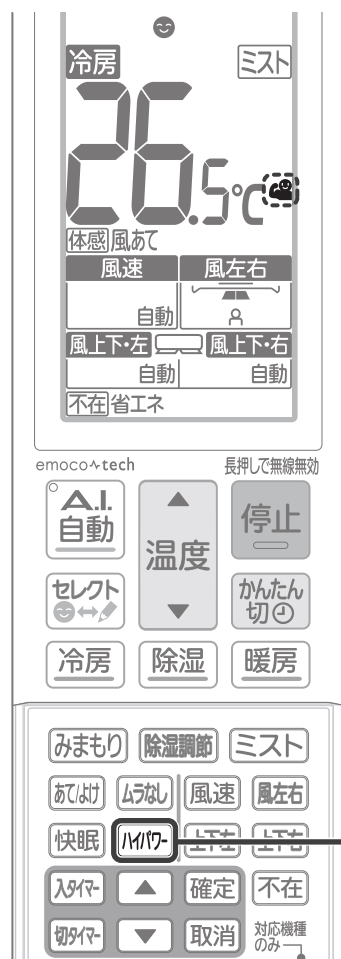 冷房 ミスト
26.5℃
体感 風あて
風速 風左右
自動
風上下・左 風上下・右
自動 自動
不在 省エネ
emoco tech 長押しで無線無効
A.I.
自動
温度
停止
セレクト
かんたん
切
冷房 除湿 暖房
みまもり 除湿調節 ミスト
あて/よけ ムラなし 風速 風左右
快眠 ハイパワー 上下左 上下右
入タイマー 確定 不在
切タイマー 取消 対応機種
のみ